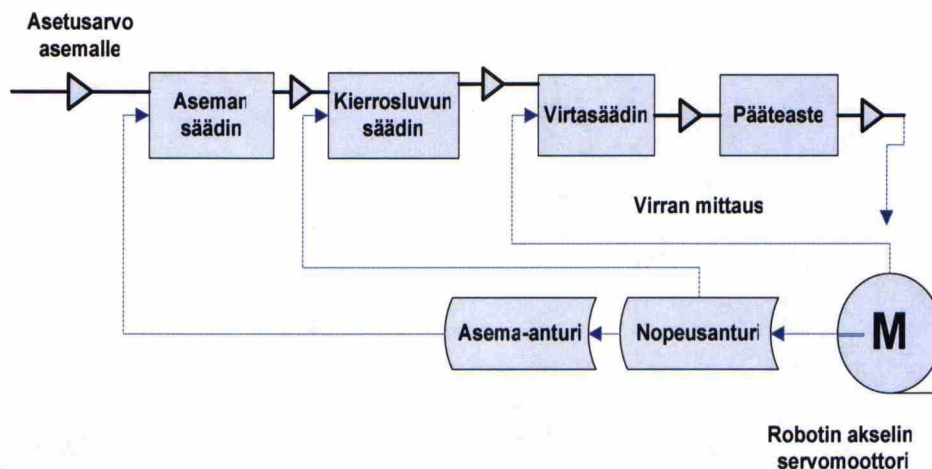 Asetusarvo
asemalle
Aseman
säädin
Kierrosluvun
säädin
Virtasäädin
Pääteaste
Virran mittaus
Asema-anturi
Nopeusanturi
M
Robotin akselin
servomoottori